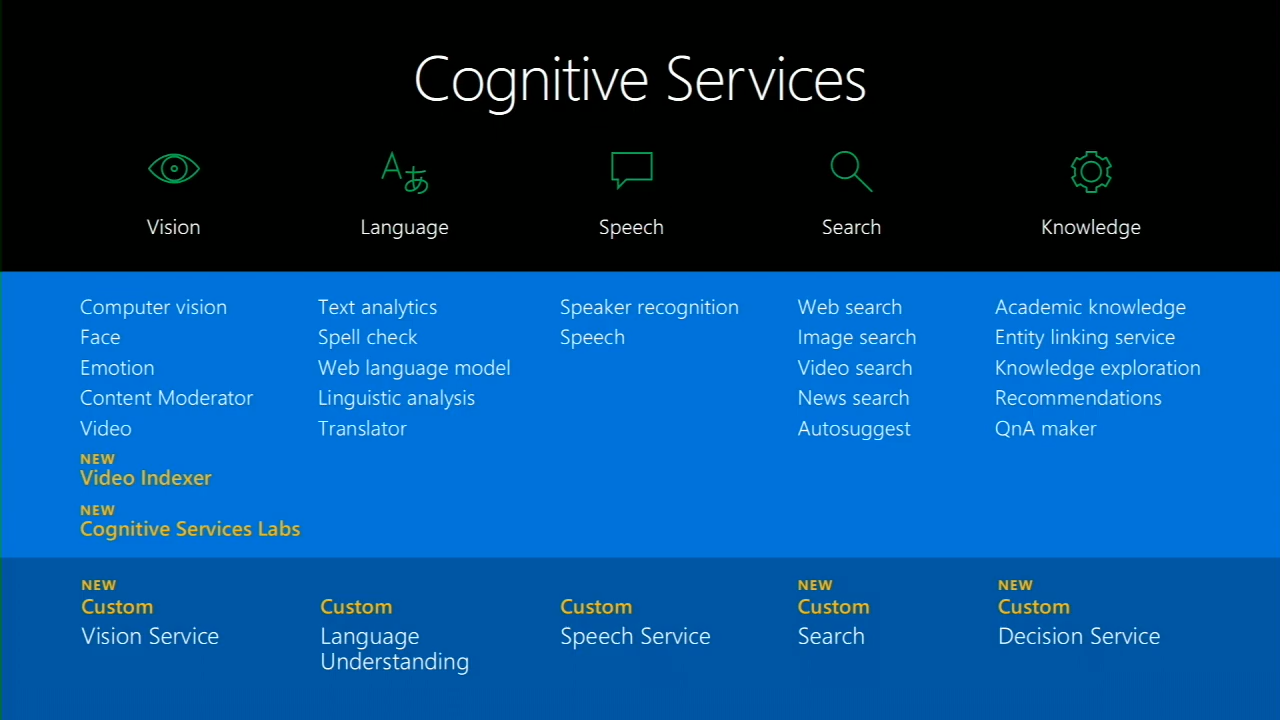 Cognitive Services
Aあ
Vision
Language
Speech
Search
Knowledge
Computer vision
Face
Emotion
Content Moderator
Video
NEW
Video Indexer
NEW
Cognitive Services Labs
Text analytics
Spell check
Web language model
Linguistic analysis
Translator
Speaker recognition
Speech
Web search
Image search
Video search
News search
Autosuggest
Academic knowledge
Entity linking service
Knowledge exploration
Recommendations
QnA maker
NEW
Custom
Vision Service
Custom
Language
Understanding
Custom
Speech Service
NEW
Custom
Search
NEW
Custom
Decision Service